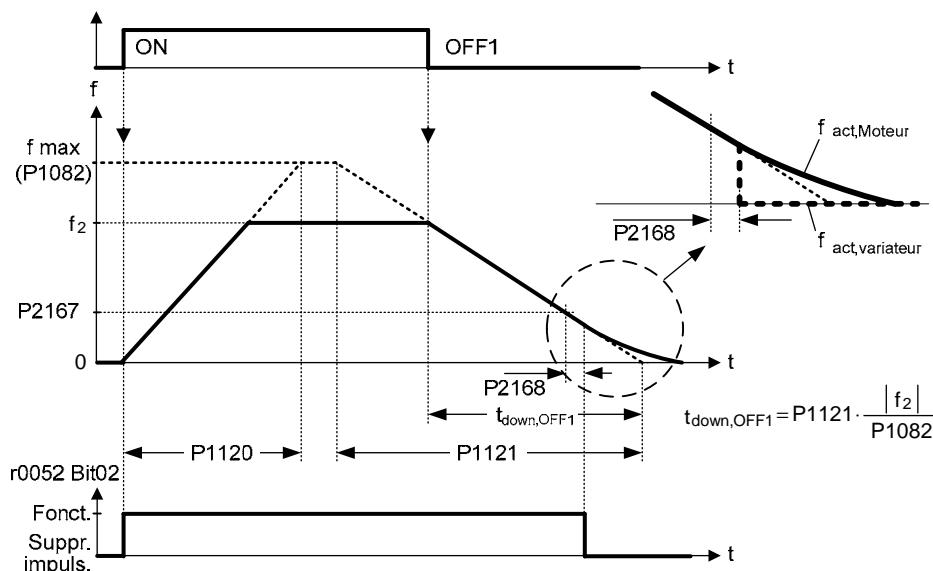 ON
OFF1
t
f
f max
(P1082)
f act,Moteur
f2
P2168
f act,variateur
P2167
0
t
P2168
tdown,OFF1
tdown,OFF1 = P1121 · |f2| / P1082
P1120
P1121
r0052 Bit02
Fonct.
Suppr.
impuls.
t